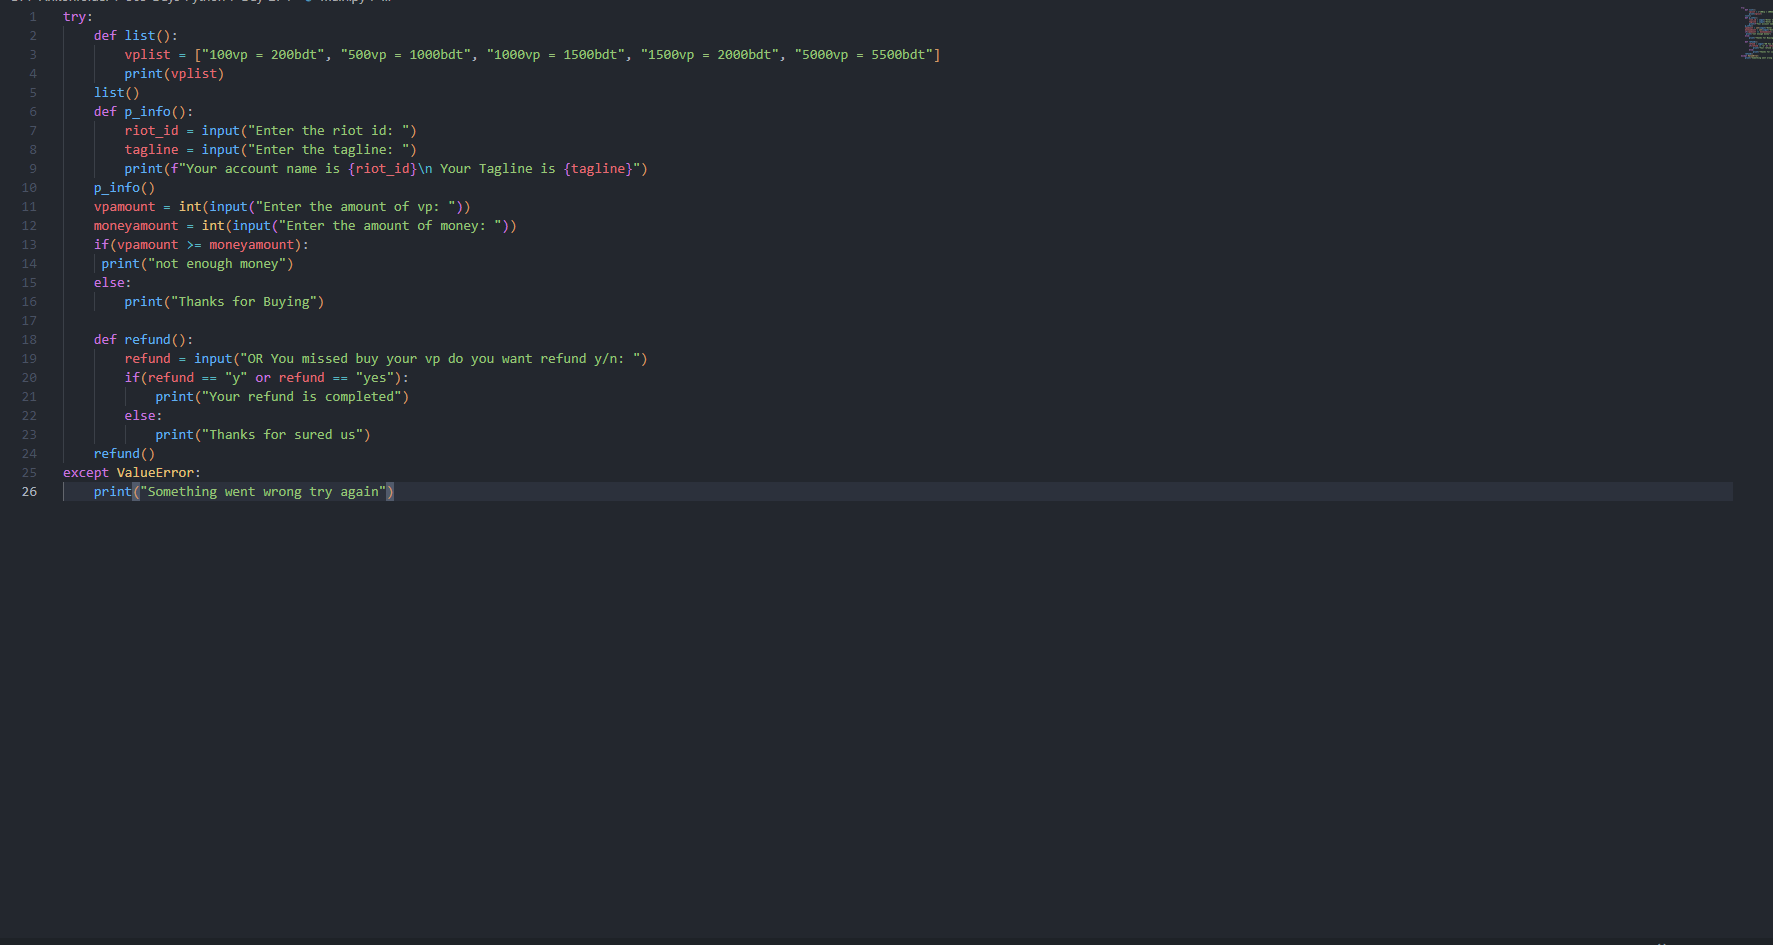 1 try:
2     def list():
3         vplist = ["100vp = 200bdt", "500vp = 1000bdt", "1000vp = 1500bdt", "1500vp = 2000bdt", "5000vp = 5500bdt"]
4         print(vplist)
5     list()
6     def p_info():
7         riot_id = input("Enter the riot id: ")
8         tagline = input("Enter the tagline: ")
9         print(f"Your account name is {riot_id}\n Your Tagline is {tagline}")
10     p_info()
11     vpamount = int(input("Enter the amount of vp: "))
12     moneyamount = int(input("Enter the amount of money: "))
13     if(vpamount >= moneyamount):
14      print("not enough money")
15     else:
16         print("Thanks for Buying")
17
18     def refund():
19         refund = input("OR You missed buy your vp do you want refund y/n: ")
20         if(refund == "y" or refund == "yes"):
21             print("Your refund is completed")
22         else:
23             print("Thanks for sured us")
24     refund()
25 except ValueError:
26     print("Something went wrong try again")